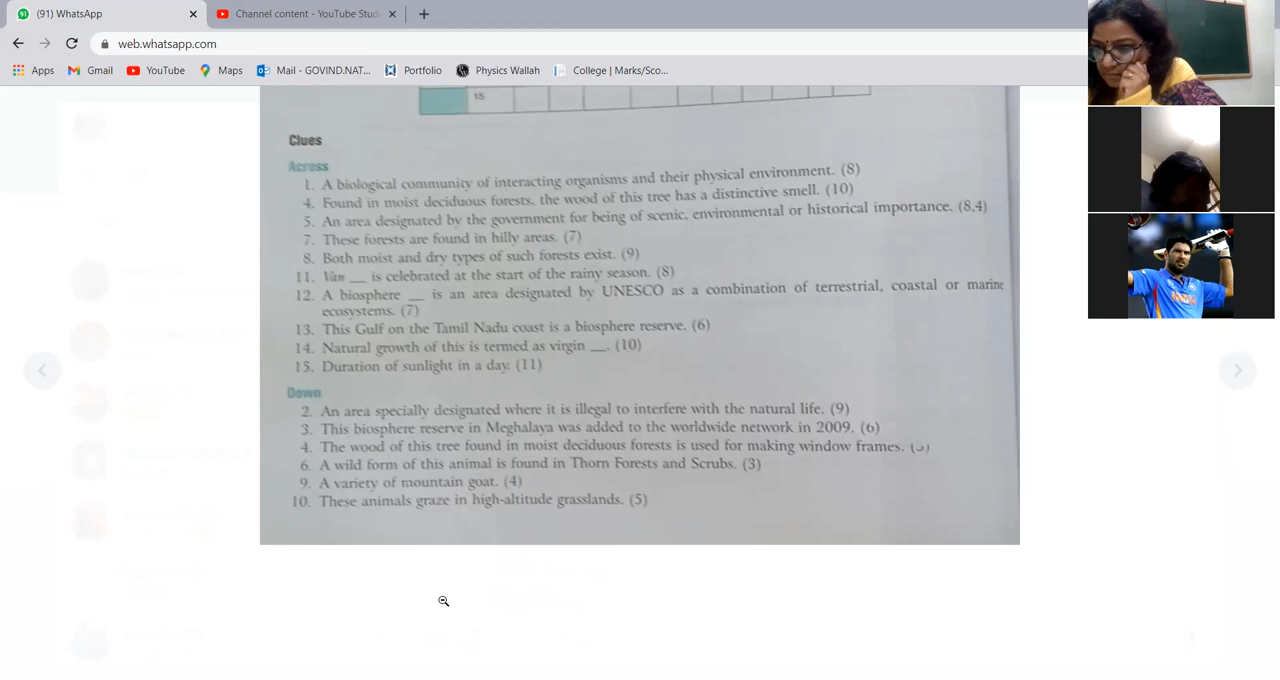 (91) WhatsApp
Channel content - YouTube Stud
web.whatsapp.com
Apps Gmail YouTube Maps Mail - GOVIND.NAT... Portfolio Physics Wallah College | Marks/Sco...
15
Clues
Across
1. A biological community of interacting organisms and their physical environment. (8)
4. Found in moist deciduous forests, the wood of this tree has a distinctive smell. (10)
5. An area designated by the government for being of scenic, environmental or historical importance. (8,4)
7. These forests are found in hilly areas. (7)
8. Both moist and dry types of such forests exist. (9)
11. Van __ is celebrated at the start of the rainy season. (8)
12. A biosphere __ is an area designated by UNESCO as a combination of terrestrial, coastal or marine
ecosystems. (7)
13. This Gulf on the Tamil Nadu coast is a biosphere reserve. (6)
14. Natural growth of this is termed as virgin __. (10)
15. Duration of sunlight in a day. (11)
Down
2. An area specially designated where it is illegal to interfere with the natural life. (9)
3. This biosphere reserve in Meghalaya was added to the worldwide network in 2009. (6)
4. The wood of this tree found in moist deciduous forests is used for making window frames.
6. A wild form of this animal is found in Thorn Forests and Scrubs. (3)
9. A variety of mountain goat. (4)
10. These animals graze in high-altitude grasslands. (5)